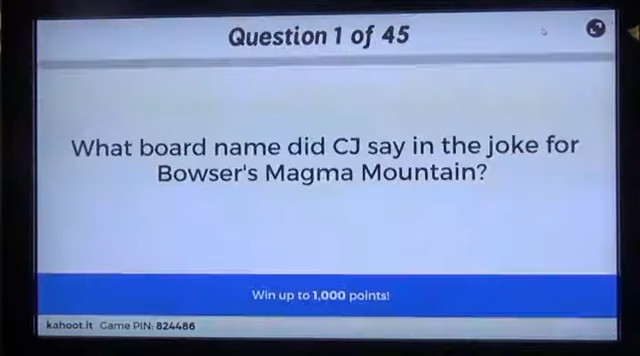 Question 1 of 45
What board name did CJ say in the joke for
Bowser's Magma Mountain?
Win up to 1,000 points!
kahoot.it Game PIN: 824486